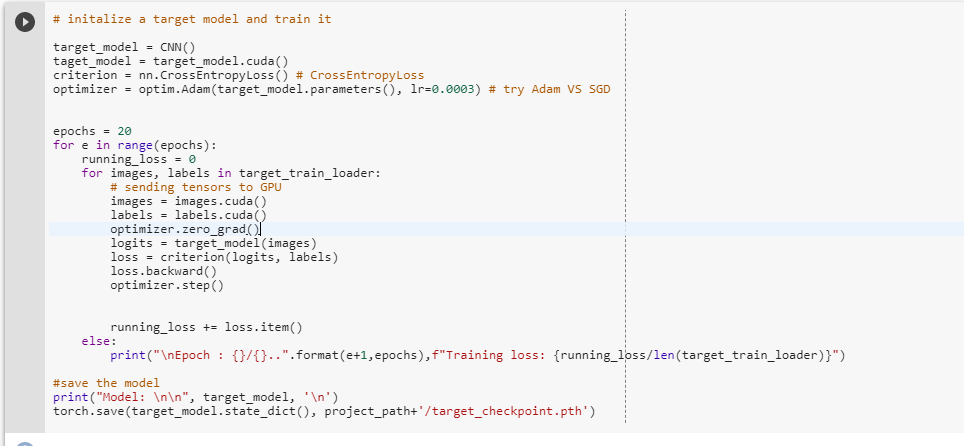 # initalize a target model and train it
target_model = CNN()
taget_model = target_model.cuda()
criterion = nn.CrossEntropyLoss() # CrossEntropyLoss
optimizer = optim.Adam(target_model.parameters(), lr=0.0003) # try Adam VS SGD
epochs = 20
for e in range(epochs):
    running_loss = 0
    for images, labels in target_train_loader:
        # sending tensors to GPU
        images = images.cuda()
        labels = labels.cuda()
        optimizer.zero_grad()
        logits = target_model(images)
        loss = criterion(logits, labels)
        loss.backward()
        optimizer.step()
        running_loss += loss.item()
    else:
        print("\nEpoch : {}/{}..".format(e+1,epochs),f"Training loss: {running_loss/len(target_train_loader)}")
#save the model
print("Model: \n\n", target_model, '\n')
torch.save(target_model.state_dict(), project_path+'/target_checkpoint.pth')